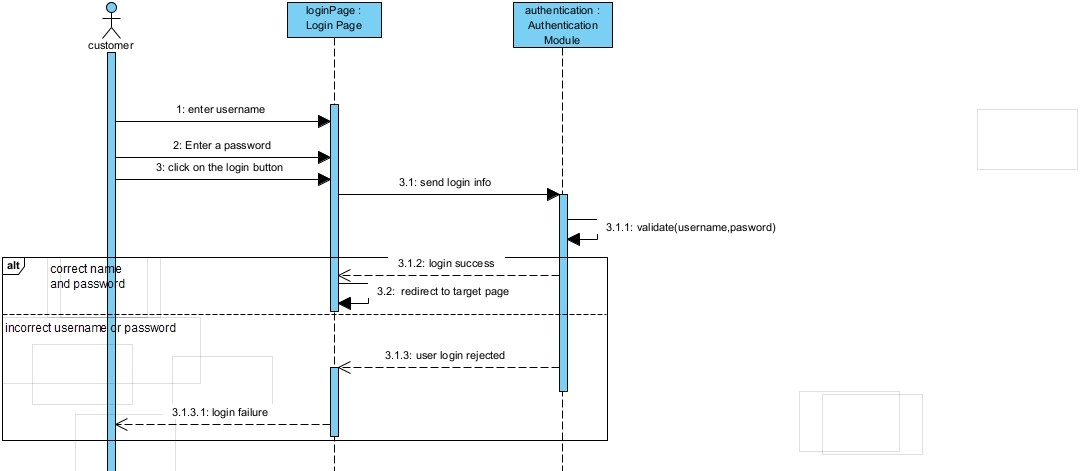 customer
loginPage :
Login Page
authentication :
Authentication
Module
1: enter username
2: Enter a password
3: click on the login button
3.1: send login info
3.1.1: validate(username,pasword)
alt
correct name
and password
3.1.2: login success
3.2: redirect to target page
incorrect username or password
3.1.3: user login rejected
3.1.3.1: login failure